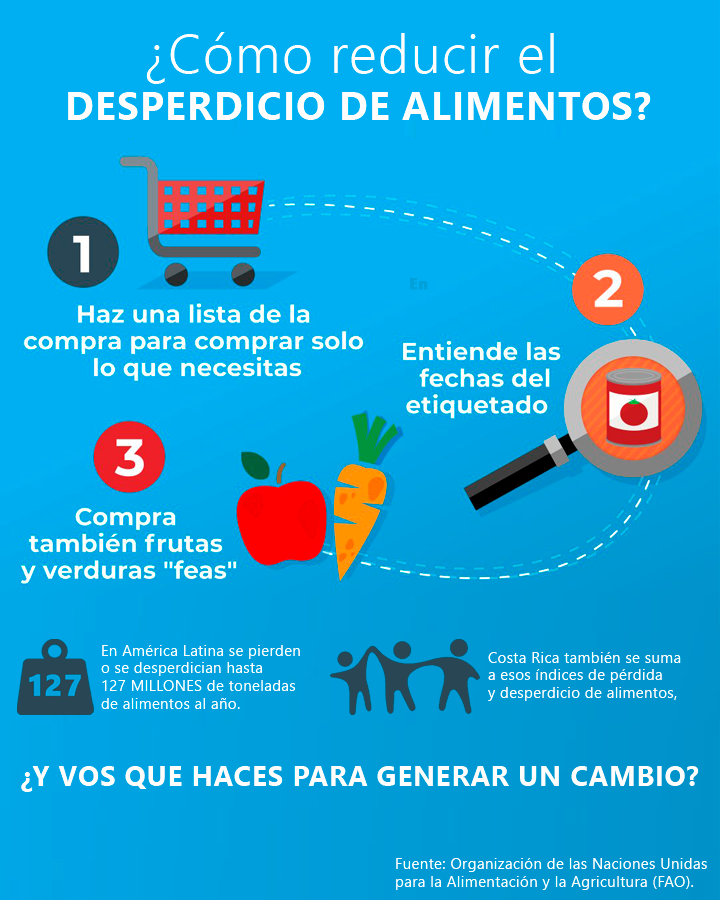 ¿Cómo reducir el
DESPERDICIO DE ALIMENTOS?
1
Haz una lista de la
compra para comprar solo
lo que necesitas
En
2
Entiende las
fechas del
etiquetado
3
Compra
también frutas
y verduras "feas"
127
En América Latina se pierden
o se desperdician hasta
127 MILLONES de toneladas
de alimentos al año.
Costa Rica también se suma
a esos índices de pérdida
y desperdicio de alimentos,
¿Y VOS QUE HACES PARA GENERAR UN CAMBIO?
Fuente: Organización de las Naciones Unidas
para la Alimentación y la Agricultura (FAO).